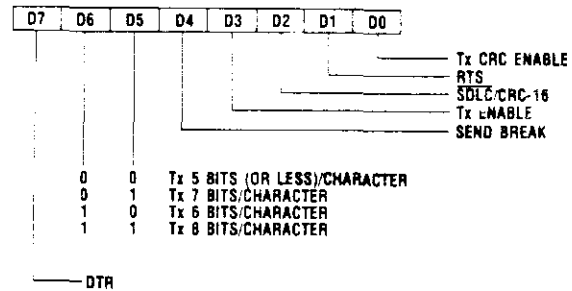 D7 D6 D5 D4 D3 D2 D1 D0
Tx CRC ENABLE
RTS
SDLC/CRC-16
Tx ENABLE
SEND BREAK
0 0 Tx 5 BITS (OR LESS)/CHARACTER
0 1 Tx 7 BITS/CHARACTER
1 0 Tx 6 BITS/CHARACTER
1 1 Tx 8 BITS/CHARACTER
DTR